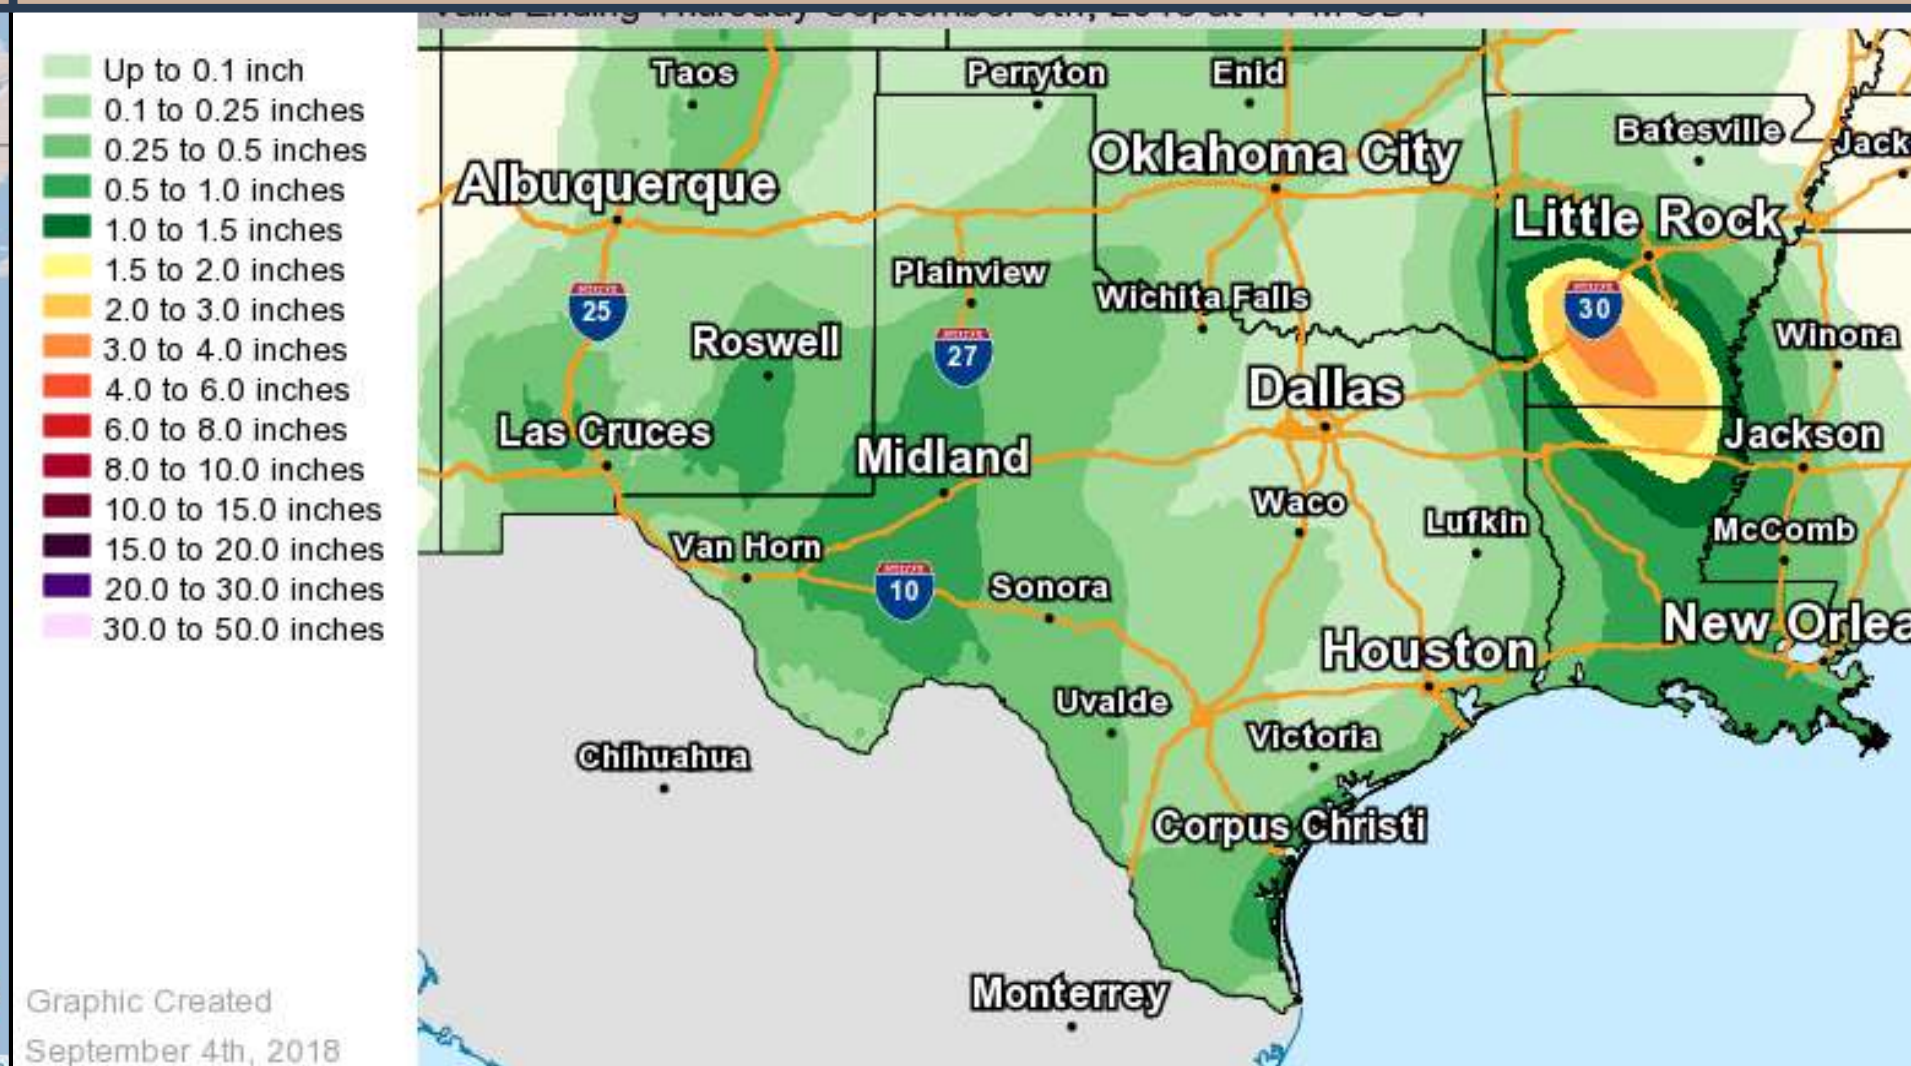 Up to 0.1 inch
0.1 to 0.25 inches
0.25 to 0.5 inches
0.5 to 1.0 inches
1.0 to 1.5 inches
1.5 to 2.0 inches
2.0 to 3.0 inches
3.0 to 4.0 inches
4.0 to 6.0 inches
6.0 to 8.0 inches
8.0 to 10.0 inches
10.0 to 15.0 inches
15.0 to 20.0 inches
20.0 to 30.0 inches
30.0 to 50.0 inches
Graphic Created
September 4th, 2018
Taos
Perryton
Enid
Batesville
Jack
Oklahoma City
Albuquerque
Little Rock
Plainview
Wichita Falls
25
30
Roswell
27
Winona
Dallas
Las Cruces
Midland
Jackson
Waco
Lufkin
McComb
Van Horn
10
Sonora
New Orlea
Houston
Uvalde
Victoria
Chihuahua
Corpus Christi
Monterrey